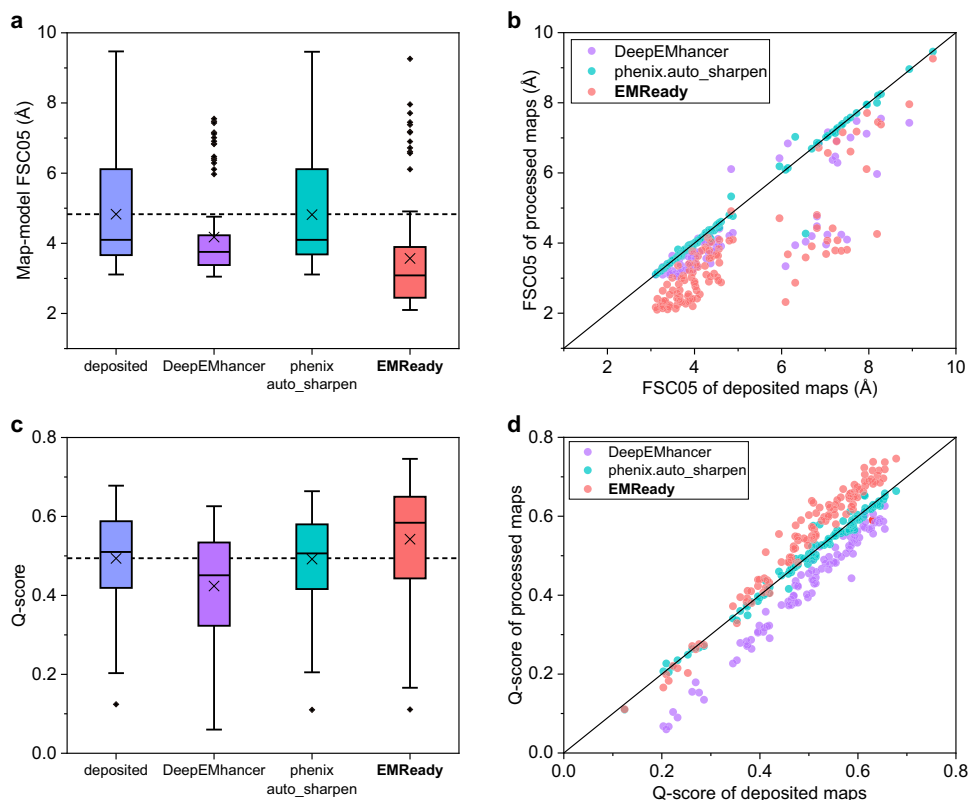 a
Map-model FSC05 (Å)
10
8
6
4
2
deposited
DeepEMhancer
phenix
auto_sharpen
EMReady
b
FSC05 of processed maps (Å)
10
8
6
4
2
DeepEMhancer
phenix.auto_sharpen
EMReady
2
4
6
8
10
FSC05 of deposited maps (Å)
c
Q-score
0.8
0.6
0.4
0.2
0.0
deposited
DeepEMhancer
phenix
auto_sharpen
EMReady
d
Q-score of processed maps
0.8
0.6
0.4
0.2
0.0
DeepEMhancer
phenix.auto_sharpen
EMReady
0.0
0.2
0.4
0.6
0.8
Q-score of deposited maps